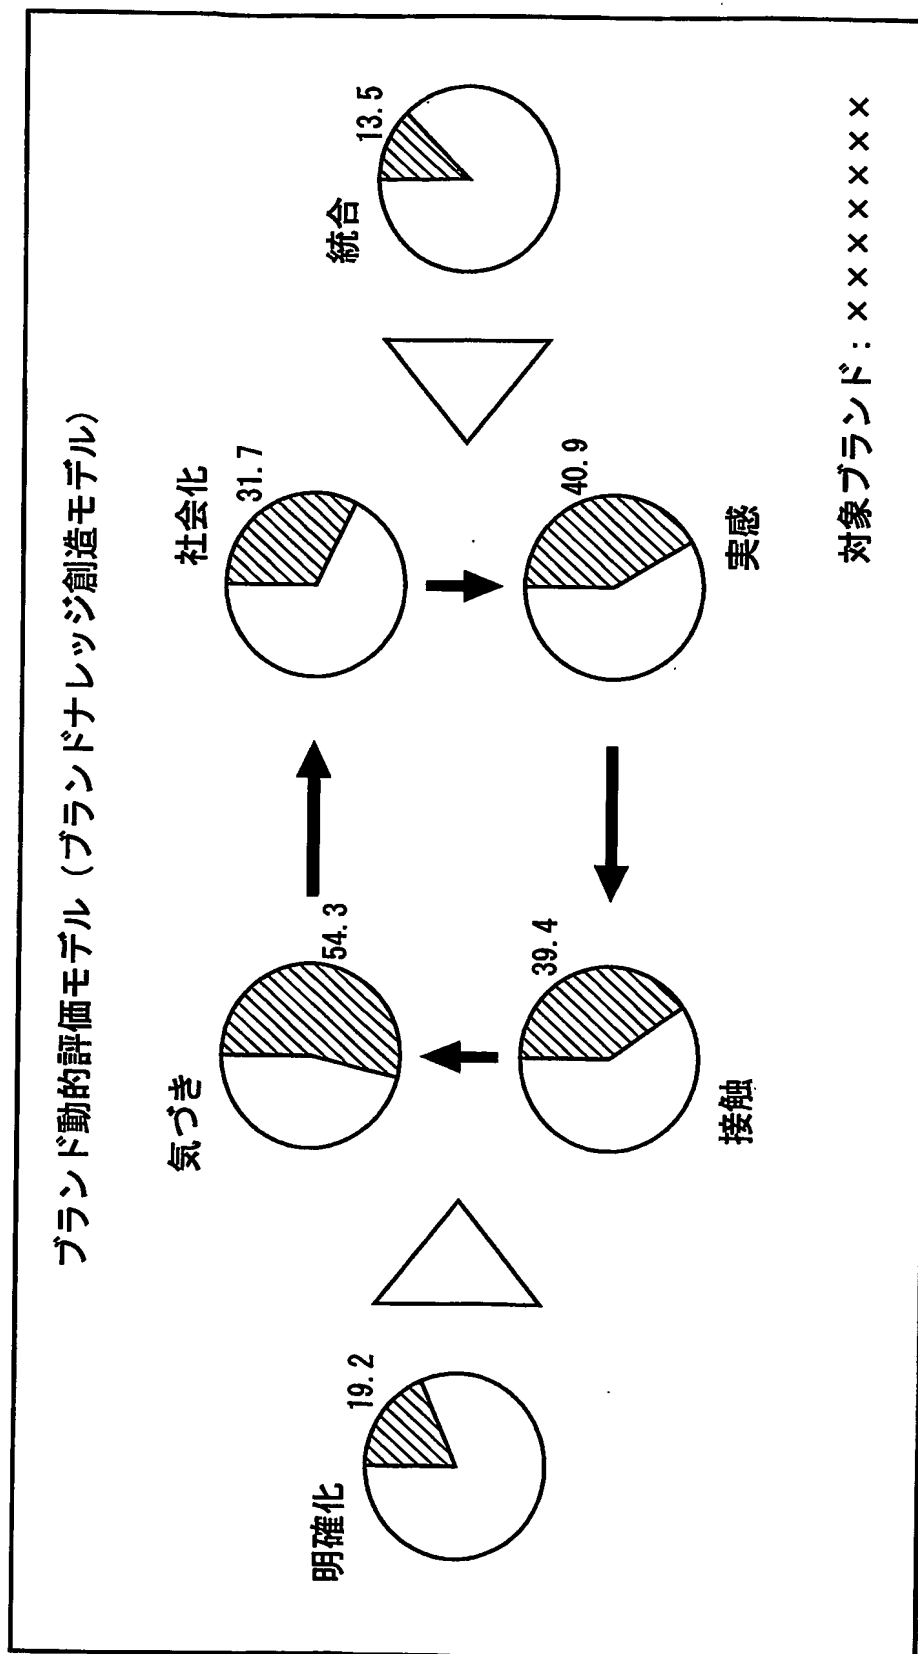 ブランド動的評価モデル（ブランドナレッジ創造モデル）
気づき
54.3
社会化
31.7
明確化
19.2
統合
13.5
接触
39.4
実感
40.9
対象ブランド：××××××××